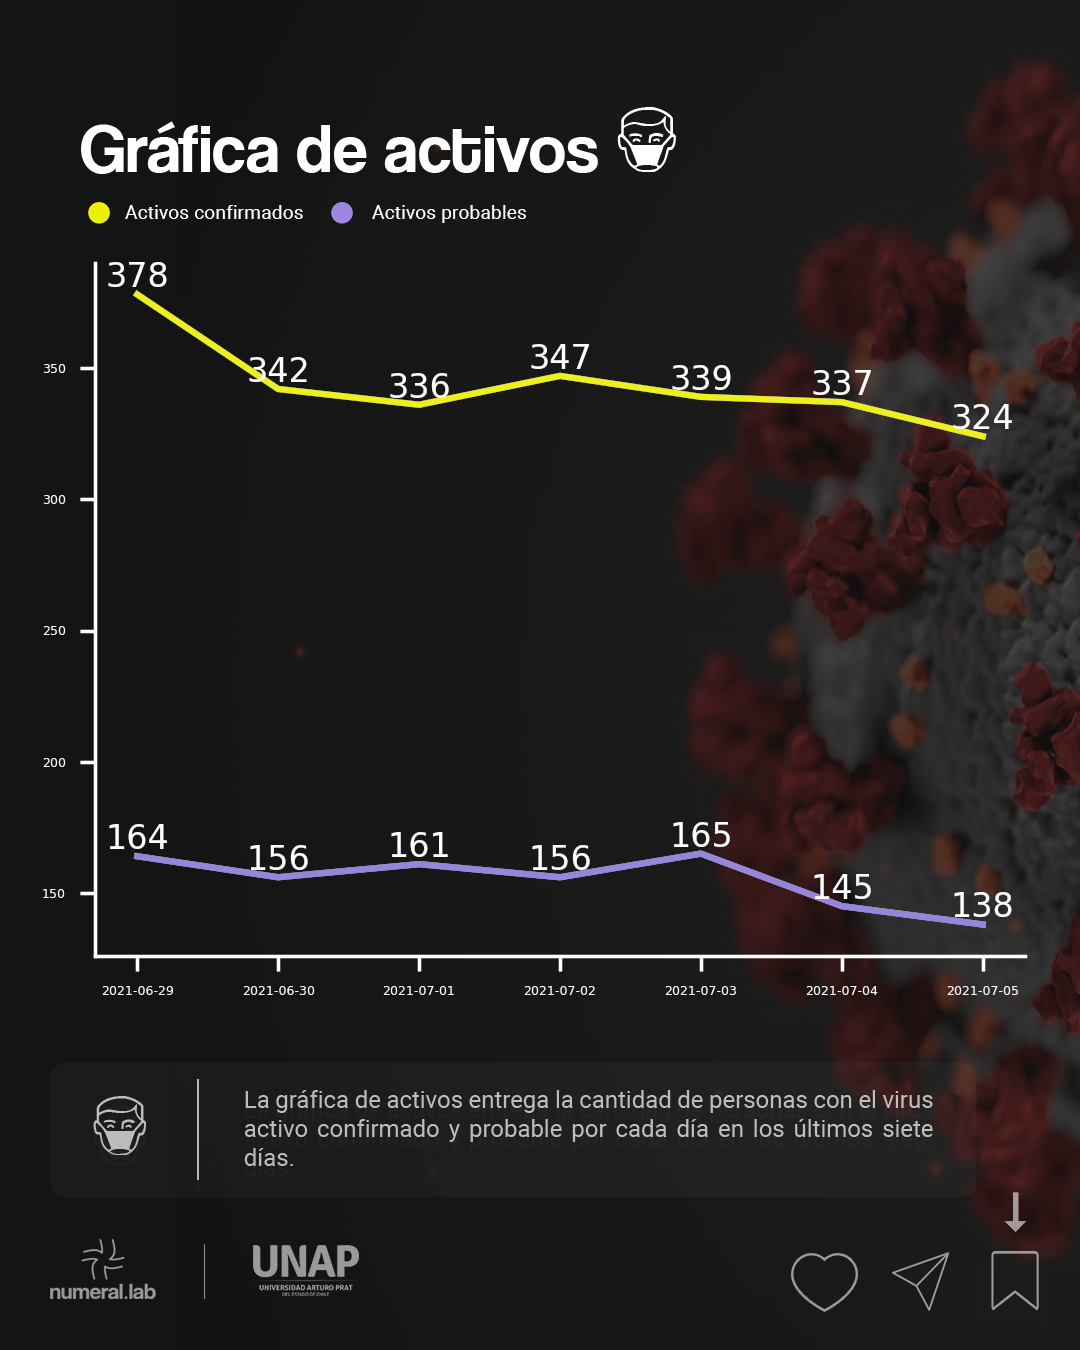 Gráfica de activos
Activos confirmados Activos probables
378
342
336
347
339
337
324
350
300
250
200
164
156
161
156
165
145
138
150
2021-06-29 2021-06-30 2021-07-01 2021-07-02 2021-07-03 2021-07-04 2021-07-05
La gráfica de activos entrega la cantidad de personas con el virus
activo confirmado y probable por cada día en los últimos siete
días.
numeral.lab
UNAP
UNIVERSIDAD ARTURO PRAT
DEL ESTADO DE CHILE